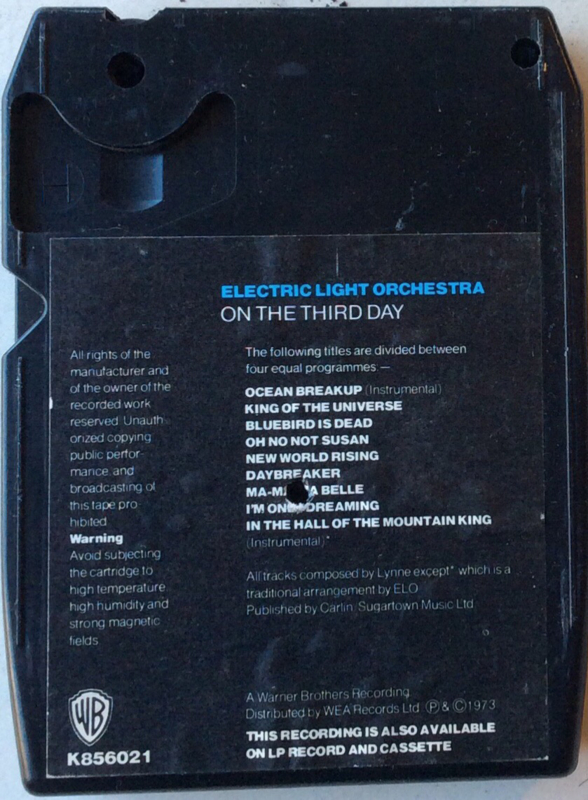 ELECTRIC LIGHT ORCHESTRA
ON THE THIRD DAY
All rights of the
manufacturer and
of the owner of the
recorded work
reserved. Unauth
orized copying
public perfor-
mance, and
broadcasting of
this tape pro-
hibited.
Warning
Avoid subjecting
the cartridge to
high temperature
high humidity and
strong magnetic
fields
The following titles are divided between
four equal programmes —
OCEAN BREAKUP (Instrumental)
KING OF THE UNIVERSE
BLUEBIRD IS DEAD
OH NO NOT SUSAN
NEW WORLD RISING
DAYBREAKER
MA-MA BELLE
I'M ONLY DREAMING
IN THE HALL OF THE MOUNTAIN KING
(Instrumental)*
All tracks composed by Lynne except* which is a
traditional arrangement by ELO
Published by Carlin, Sugartown Music Ltd
WB
K856021
A Warner Brothers Recording
Distributed by WEA Records Ltd. ℗ & ©1973
THIS RECORDING IS ALSO AVAILABLE
ON LP RECORD AND CASSETTE